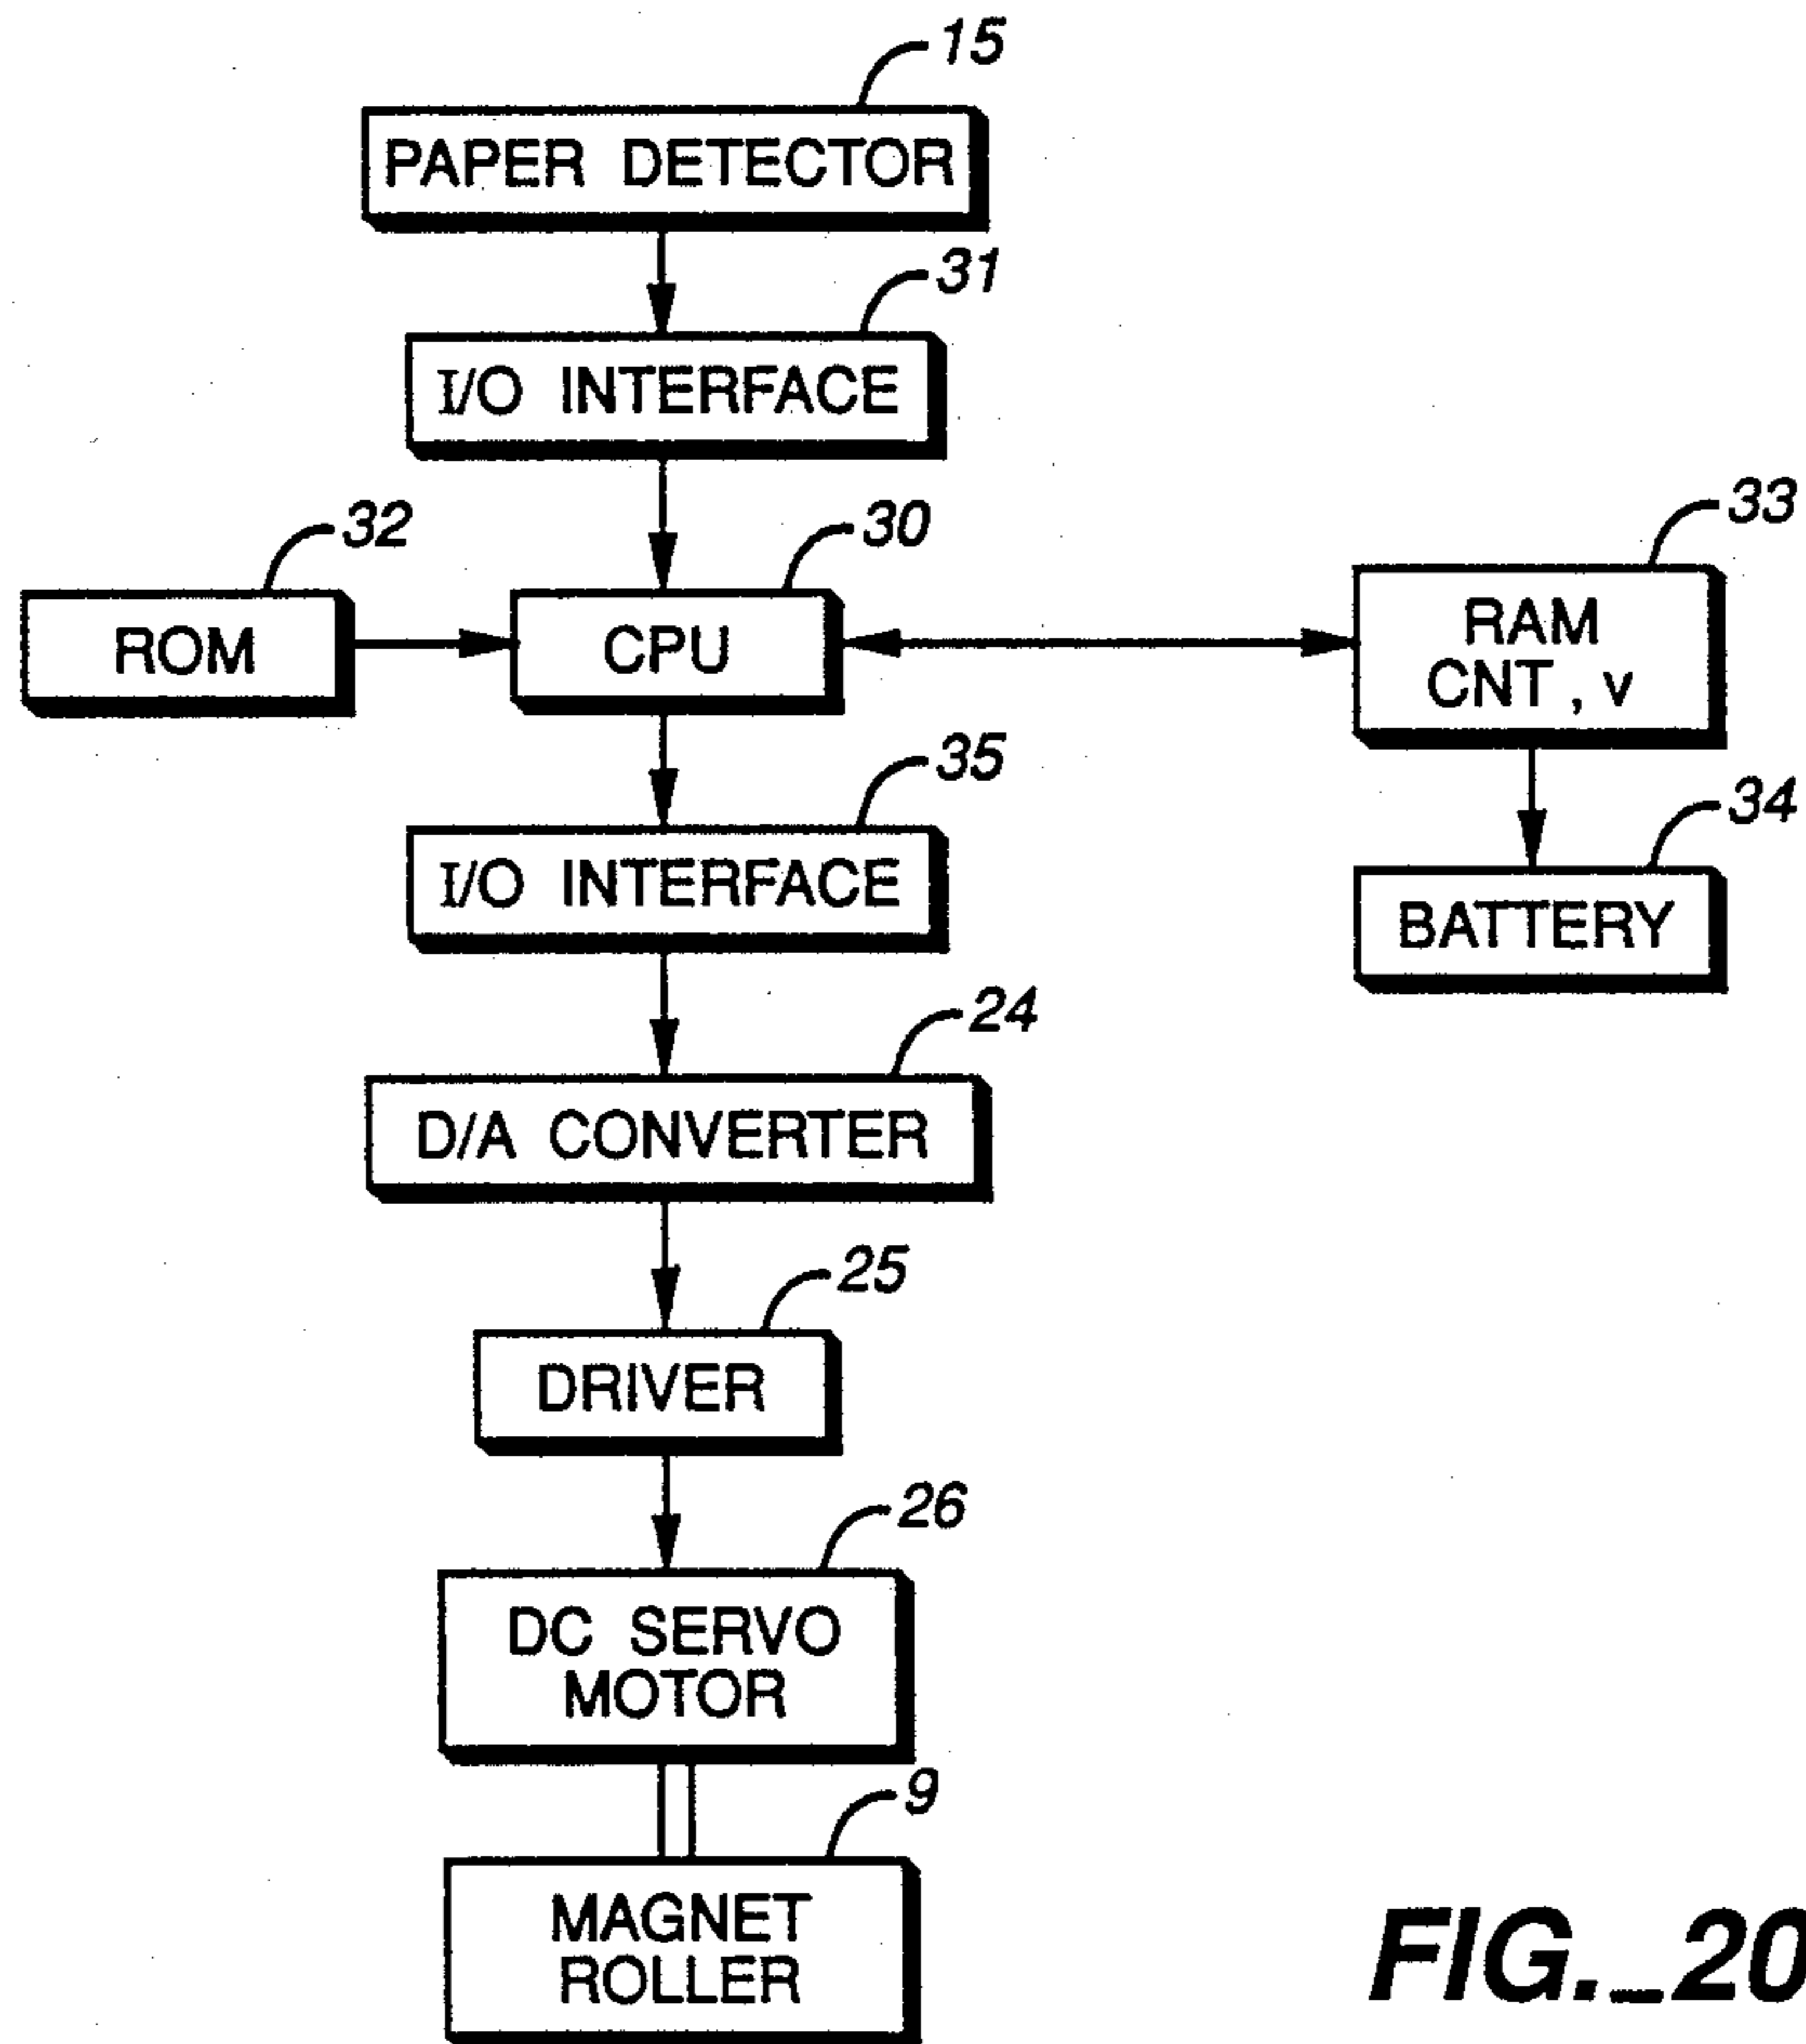 15
PAPER DETECTOR
31
I/O INTERFACE
32
30
33
ROM
CPU
RAM
CNT, v
35
34
I/O INTERFACE
BATTERY
24
D/A CONVERTER
25
DRIVER
26
DC SERVO
MOTOR
9
MAGNET
ROLLER
FIG._20